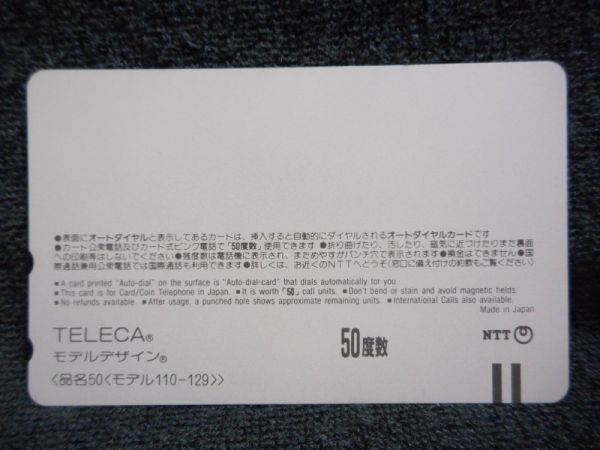 ●表面にオートダイヤルと表示してあるカードは、挿入すると自動的にダイヤルされるオートダイヤルカードです
●カード公衆電話及びカード式ピンク電話で「50度数」使用できます ●折り曲げたり、汚したり、磁気に近づけたりまた裏面
への印刷等はしないでください ●残度数は電話機に表示され、まためやすがパンチ穴で表示されます ●換金はできません ●国
際通話兼用公衆電話では国際通話も利用できます ●詳しくは、お近くのNTTへどうぞ(窓口に備え付けの約款もご覧ください)
■A card printed "Auto-dial" on the surface is "Auto-dial-card" that dials automatically for you.
■This card is for Card/Coin Telephone in Japan. ■It is worth「50」call units. ■Don't bend or stain and avoid magnetic fields.
■No refunds available. ■After usage, a punched hole shows approximate remaining units. ■International Calls also available.
Made in Japan
TELECA®
モデルデザイン®
50度数
NTT
〈品名50〈モデル110-129〉〉